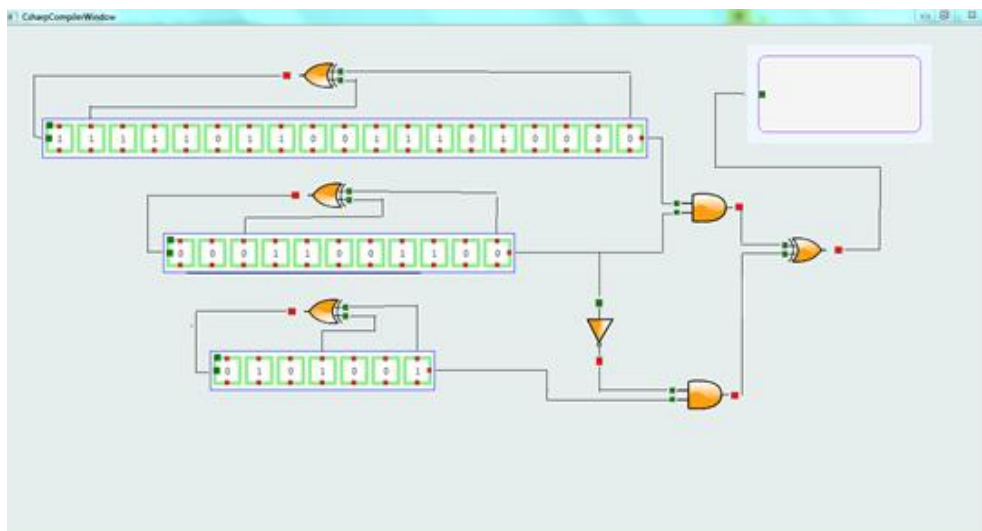 CsharpCompilerWindow
1 1 1 1 1 0 1 1 0 0 1 1 1 0 1 0 0 0 0
0 0 0 1 1 0 0 1 1 0 0
0 1 0 1 0 0 1